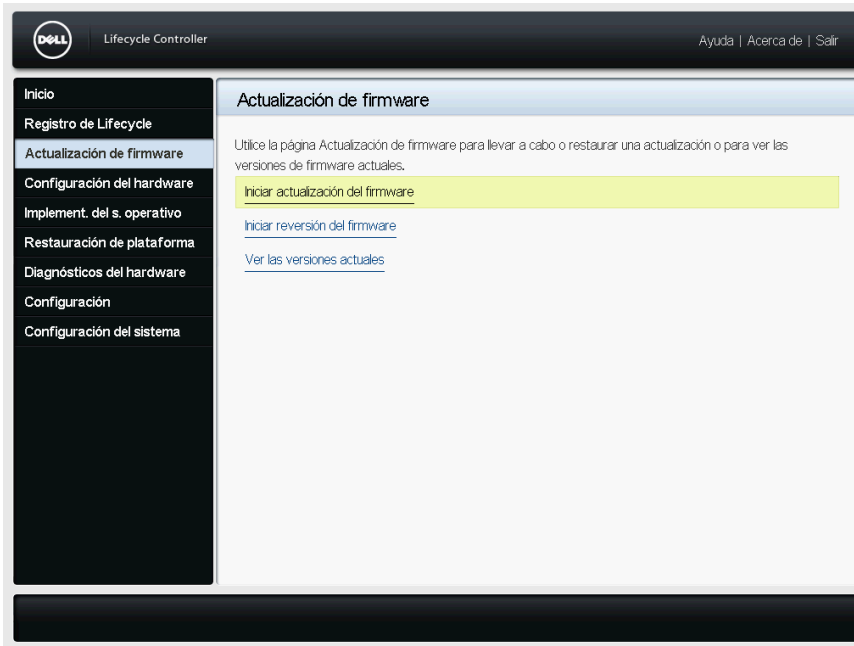 DELL
Lifecycle Controller
Ayuda | Acerca de | Salir
Inicio
Registro de Lifecycle
Actualización de firmware
Configuración del hardware
Implement. del s. operativo
Restauración de plataforma
Diagnósticos del hardware
Configuración
Configuración del sistema
Actualización de firmware
Utilice la página Actualización de firmware para llevar a cabo o restaurar una actualización o para ver las
versiones de firmware actuales.
Iniciar actualización del firmware
Iniciar reversión del firmware
Ver las versiones actuales